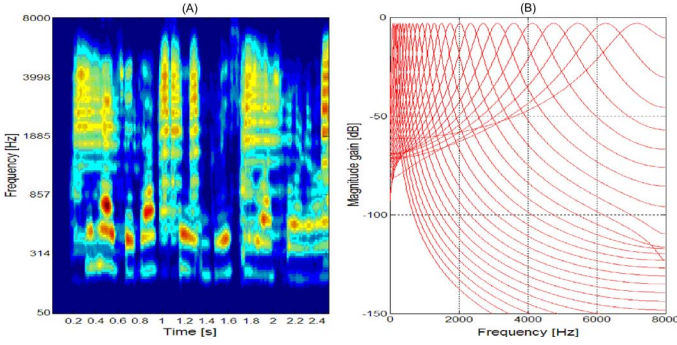 (A)
(B)
8000
3998
1885
857
314
50
Frequency [Hz]
0.2 0.4 0.6 0.8 1 1.2 1.4 1.6 1.8 2 2.2 2.4
Time [s]
0
-50
-100
-150
Magnitude gain [dB]
0 2000 4000 6000 8000
Frequency [Hz]